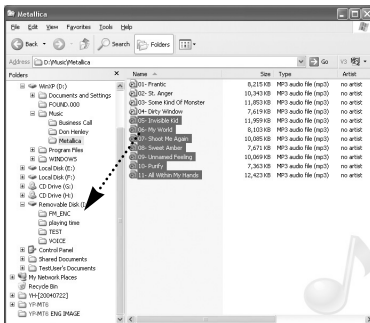 Metallica
File Edit View Favorites Tools Help
Back Search Folders
Address D:\Music\Metallica Go V3
Folders X Name Size Type Artist
WinXP (D:)
Documents and Settings
FOUND.000
Music
Business Call
Don Henley
Metallica
Program Files
WINDOWS
Local Disk (E:)
Local Disk (F:)
CD Drive (G:)
CD Drive (H:)
Removable Disk (I
FM_ENC
playing time
TEST
VOICE
Control Panel
Shared Documents
TestUser's Documents
My Network Places
Recycle Bin
YH-[20040722]
YP-MT6
YP-MT6 ENG IMAGE
01- Frantic 8,215 KB MP3 audio file (mp3) no artist
02- St. Anger 10,343 KB MP3 audio file (mp3) no artist
03- Some Kind Of Monster 11,853 KB MP3 audio file (mp3) no artist
04- Dirty Window 7,619 KB MP3 audio file (mp3) no artist
05- Invisible Kid 11,959 KB MP3 audio file (mp3) no artist
06- My World 8,103 KB MP3 audio file (mp3) no artist
07- Shoot Me Again 10,085 KB MP3 audio file (mp3) no artist
08- Sweet Amber 7,671 KB MP3 audio file (mp3) no artist
09- Unnamed Feeling 10,069 KB MP3 audio file (mp3) no artist
10- Purify 7,363 KB MP3 audio file (mp3) no artist
11- All Within My Hands 12,423 KB MP3 audio file (mp3) no artist